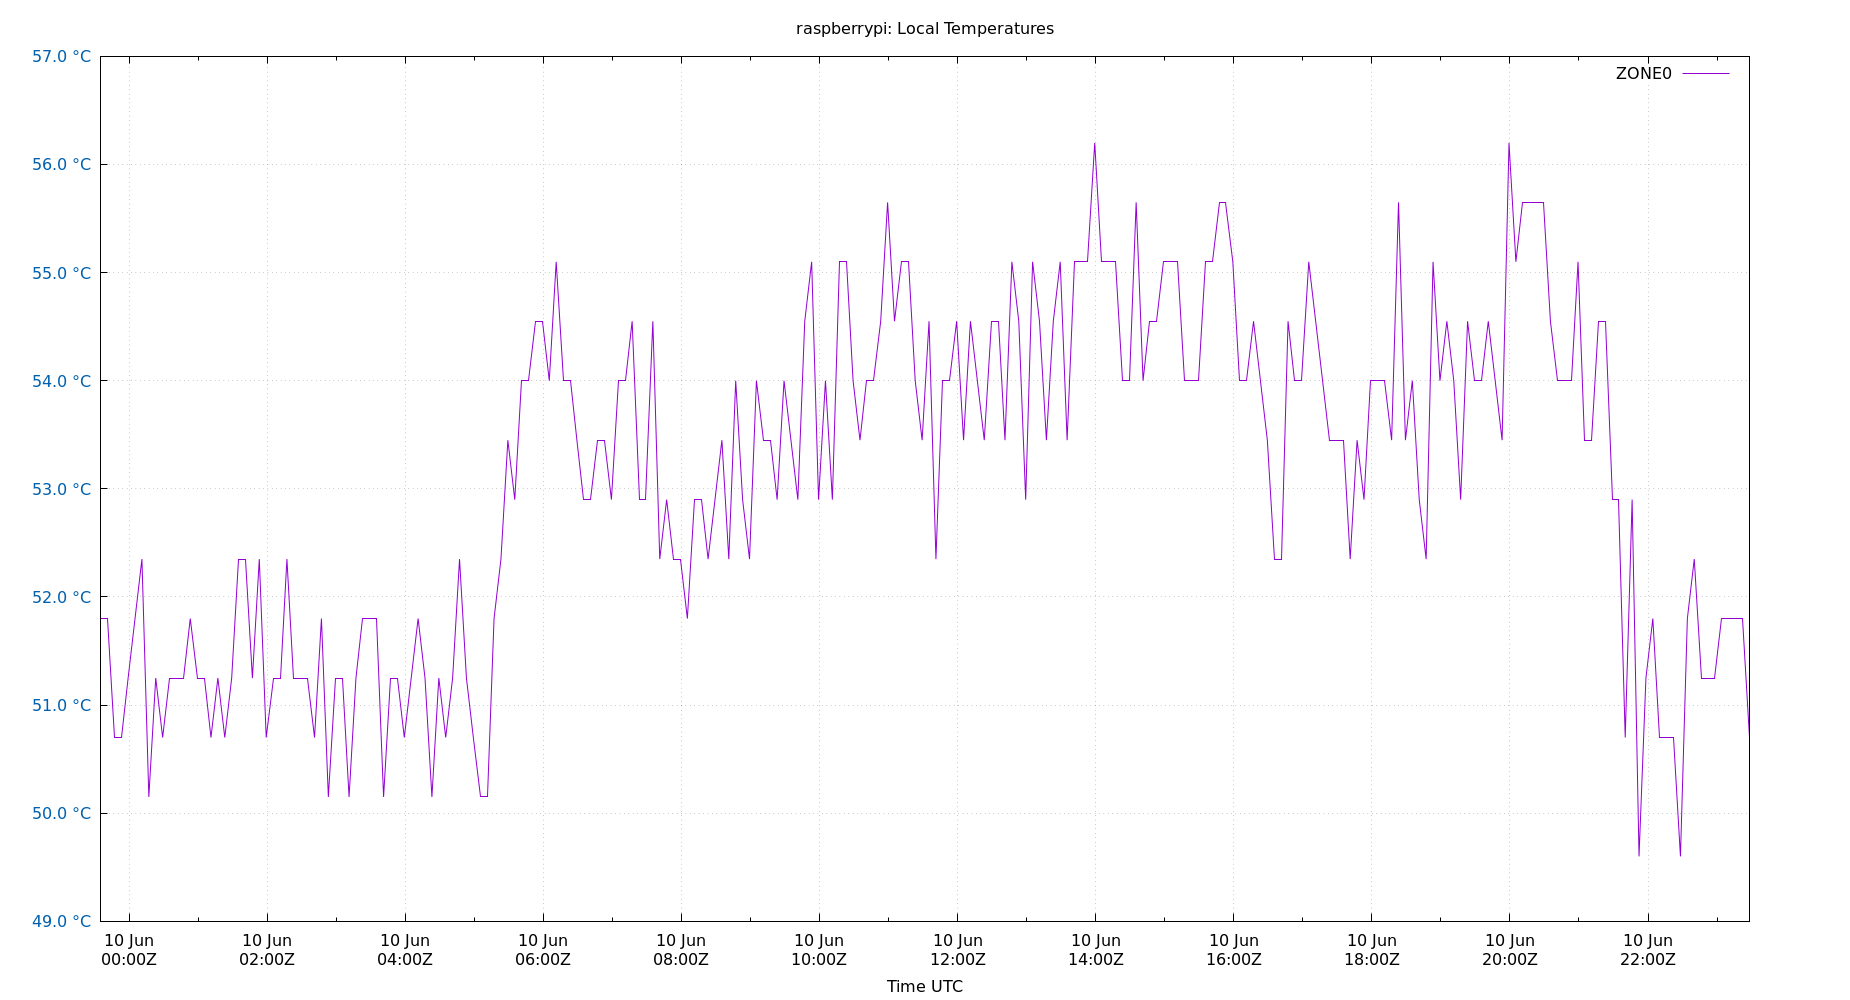 raspberrypi: Local Temperatures
57.0 °C
ZONE0
56.0 °C
55.0 °C
54.0 °C
53.0 °C
52.0 °C
51.0 °C
50.0 °C
49.0 °C
10 Jun 10 Jun 10 Jun 10 Jun 10 Jun 10 Jun 10 Jun 10 Jun 10 Jun 10 Jun 10 Jun 10 Jun
00:00Z 02:00Z 04:00Z 06:00Z 08:00Z 10:00Z 12:00Z 14:00Z 16:00Z 18:00Z 20:00Z 22:00Z
Time UTC